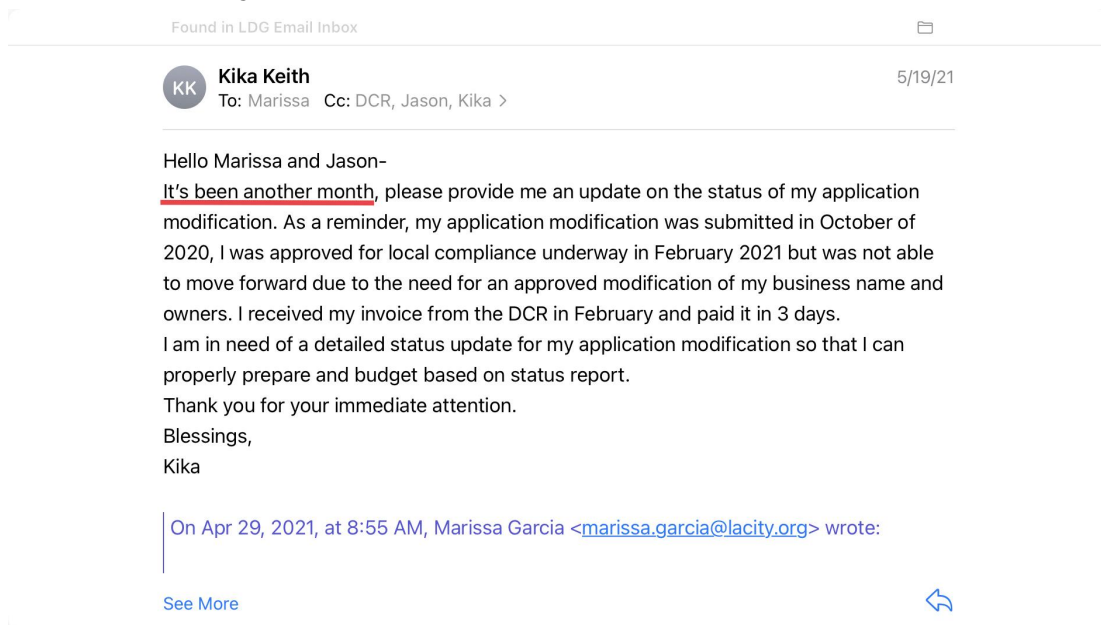 Found in LDG Email Inbox
KK
Kika Keith
5/19/21
To: Marissa Cc: DCR, Jason, Kika >
Hello Marissa and Jason-
It's been another month, please provide me an update on the status of my application
modification. As a reminder, my application modification was submitted in October of
2020, I was approved for local compliance underway in February 2021 but was not able
to move forward due to the need for an approved modification of my business name and
owners. I received my invoice from the DCR in February and paid it in 3 days.
I am in need of a detailed status update for my application modification so that I can
properly prepare and budget based on status report.
Thank you for your immediate attention.
Blessings,
Kika
On Apr 29, 2021, at 8:55 AM, Marissa Garcia <marissa.garcia@lacity.org> wrote:
See More